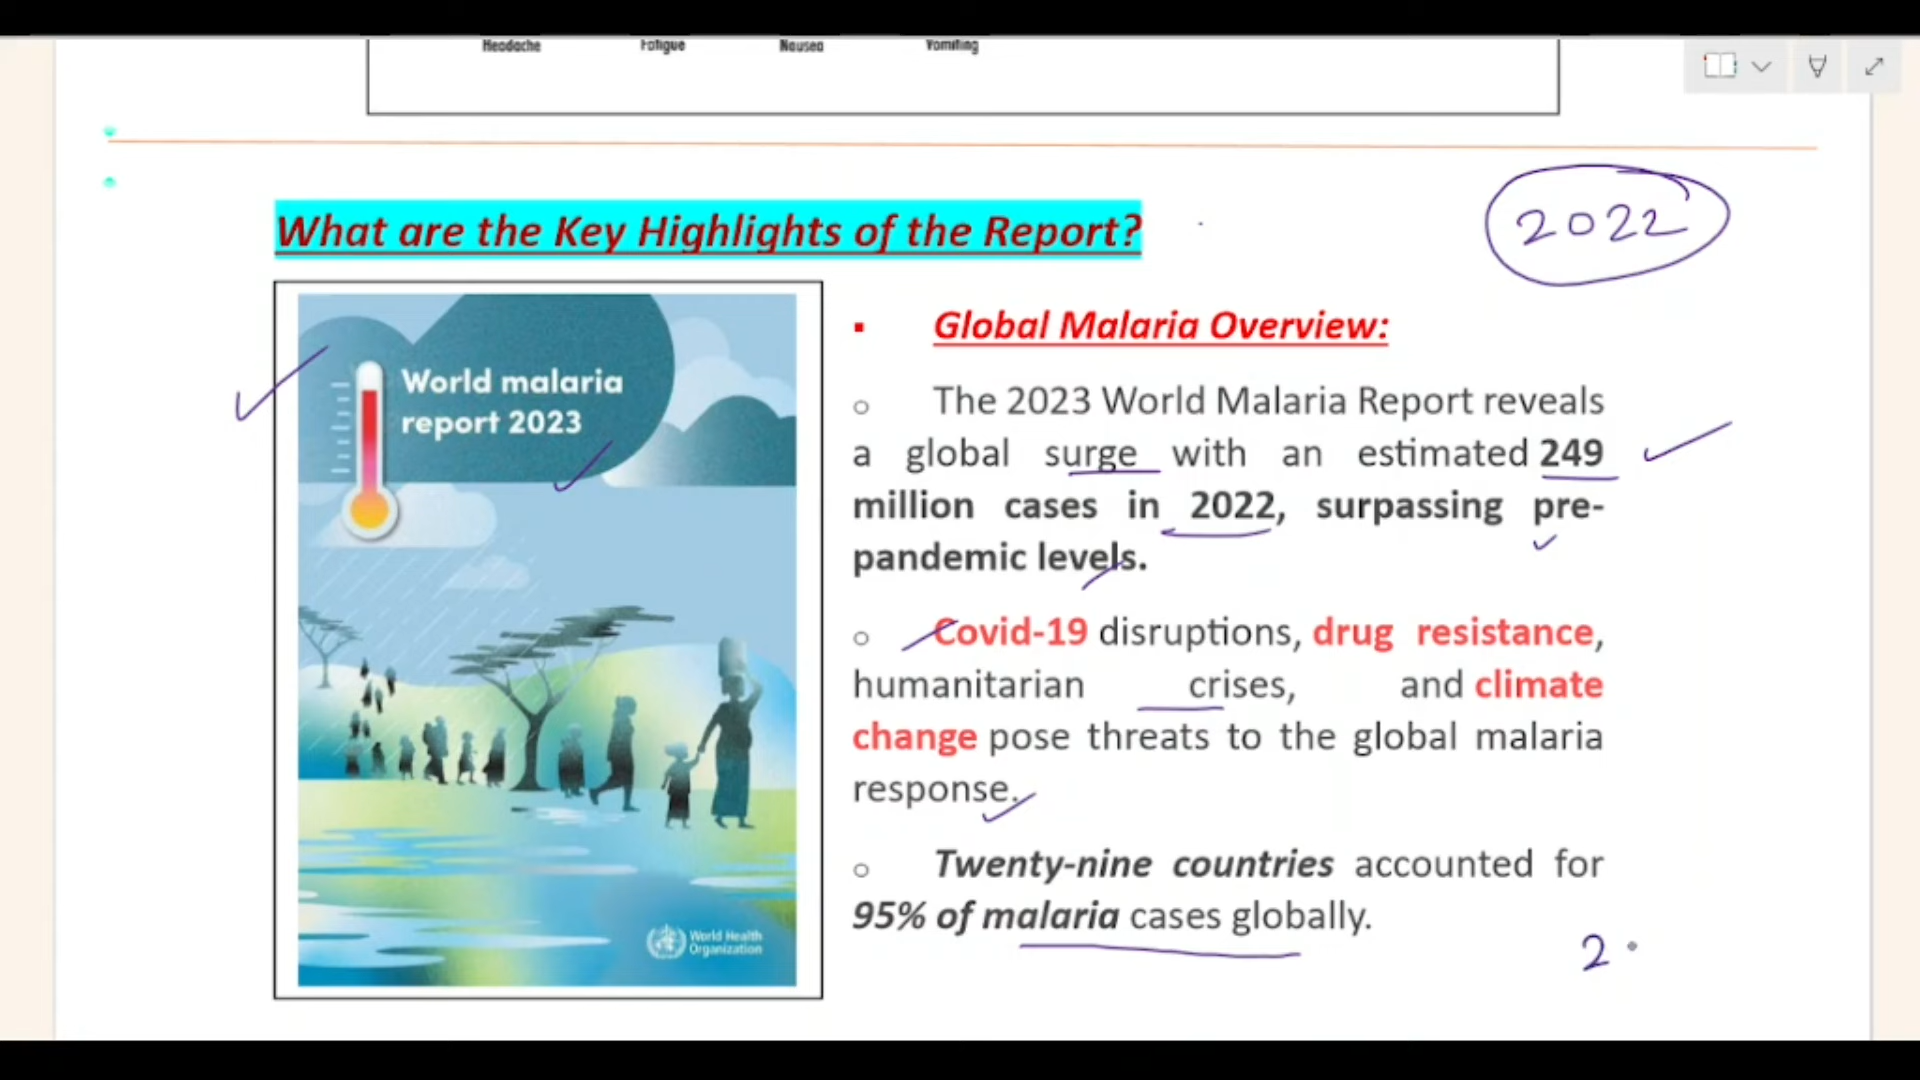 Headache Fatigue Nausea Vomiting
What are the Key Highlights of the Report?
2022
World malaria
report 2023
World Health
Organization
▪ Global Malaria Overview:
o The 2023 World Malaria Report reveals
a global surge with an estimated 249
million cases in 2022, surpassing pre-
pandemic levels.
o Covid-19 disruptions, drug resistance,
humanitarian crises, and climate
change pose threats to the global malaria
response.
o Twenty-nine countries accounted for
95% of malaria cases globally.
2